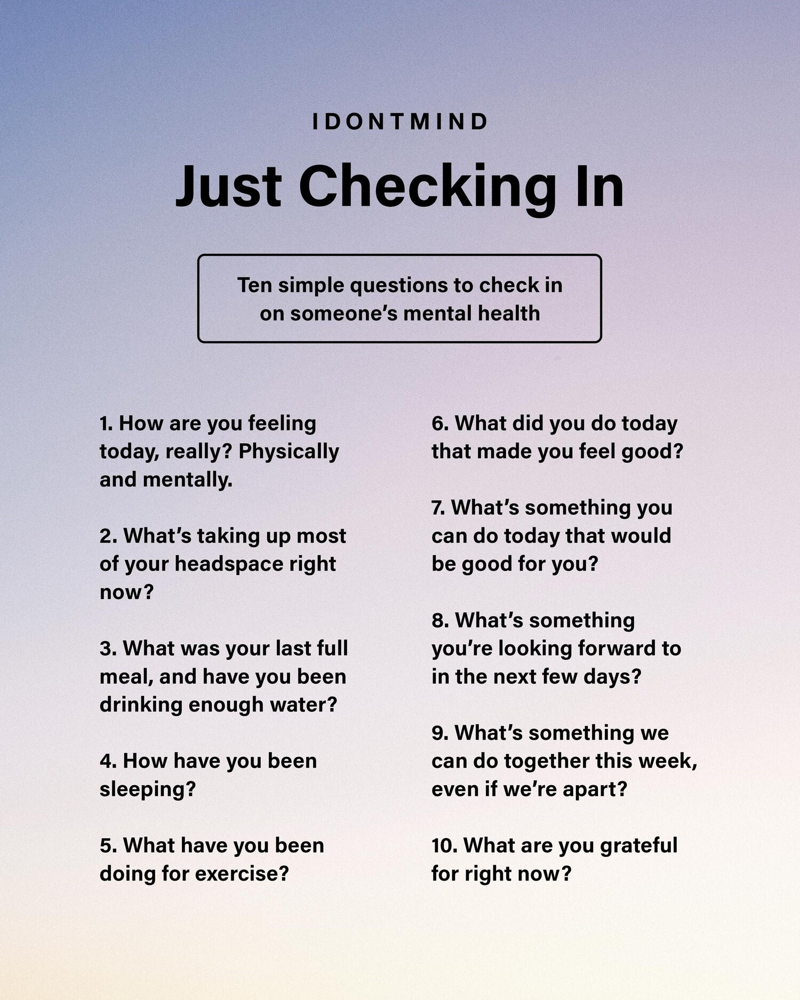 IDONTMIND
Just Checking In
Ten simple questions to check in
on someone’s mental health
1. How are you feeling
today, really? Physically
and mentally.
2. What’s taking up most
of your headspace right
now?
3. What was your last full
meal, and have you been
drinking enough water?
4. How have you been
sleeping?
5. What have you been
doing for exercise?
6. What did you do today
that made you feel good?
7. What’s something you
can do today that would
be good for you?
8. What’s something
you’re looking forward to
in the next few days?
9. What’s something we
can do together this week,
even if we’re apart?
10. What are you grateful
for right now?